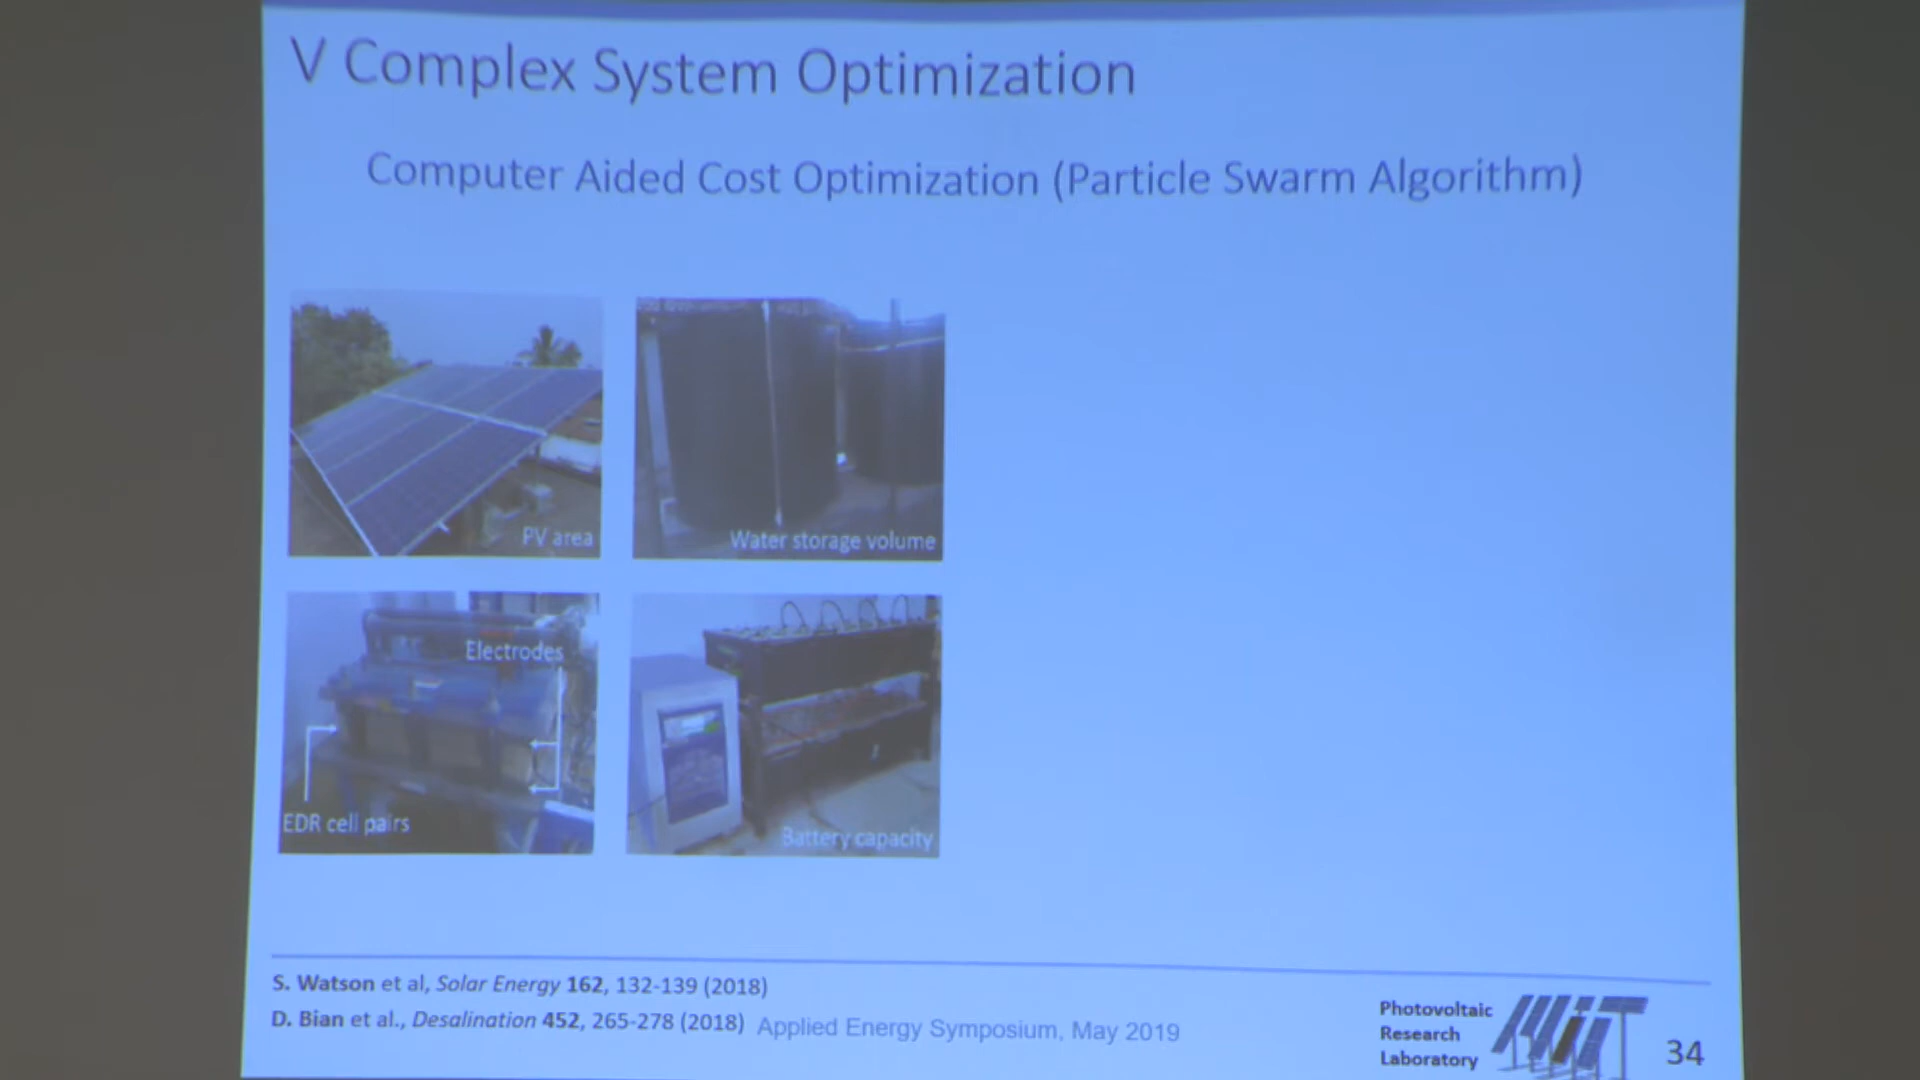 V Complex System Optimization
Computer Aided Cost Optimization (Particle Swarm Algorithm)
PV area
Water storage volume
Electrodes
EDR cell pairs
Battery capacity
S. Watson et al, Solar Energy 162, 132-139 (2018)
D. Bian et al., Desalination 452, 265-278 (2018)
Applied Energy Symposium, May 2019
Photovoltaic
Research
Laboratory
MIT
34